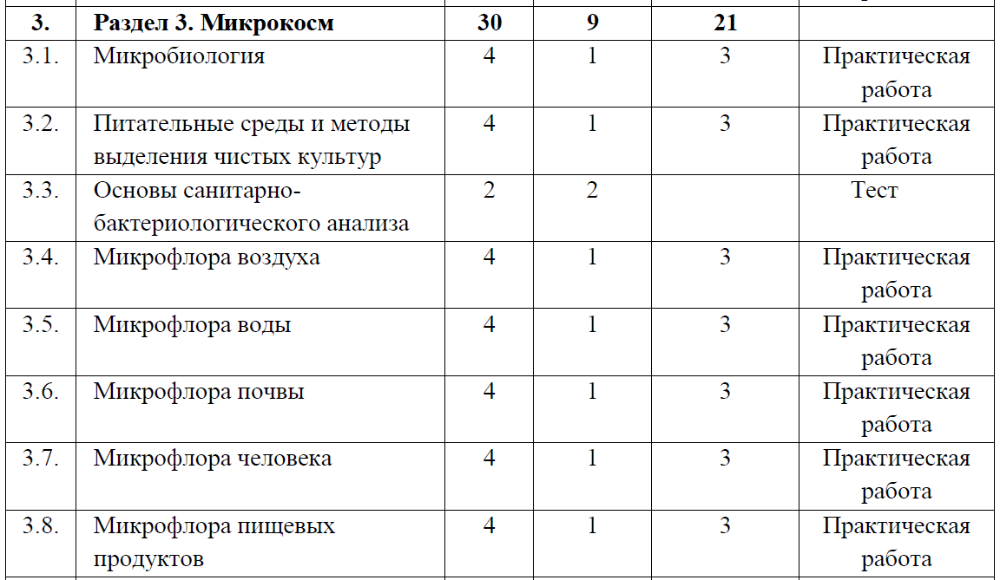 3. Раздел 3. Микрокосм 30 9 21
3.1. Микробиология 4 1 3 Практическая
работа
3.2. Питательные среды и методы 4 1 3 Практическая
выделения чистых культур работа
3.3. Основы санитарно- 2 2 Тест
бактериологического анализа
3.4. Микрофлора воздуха 4 1 3 Практическая
работа
3.5. Микрофлора воды 4 1 3 Практическая
работа
3.6. Микрофлора почвы 4 1 3 Практическая
работа
3.7. Микрофлора человека 4 1 3 Практическая
работа
3.8. Микрофлора пищевых 4 1 3 Практическая
продуктов работа